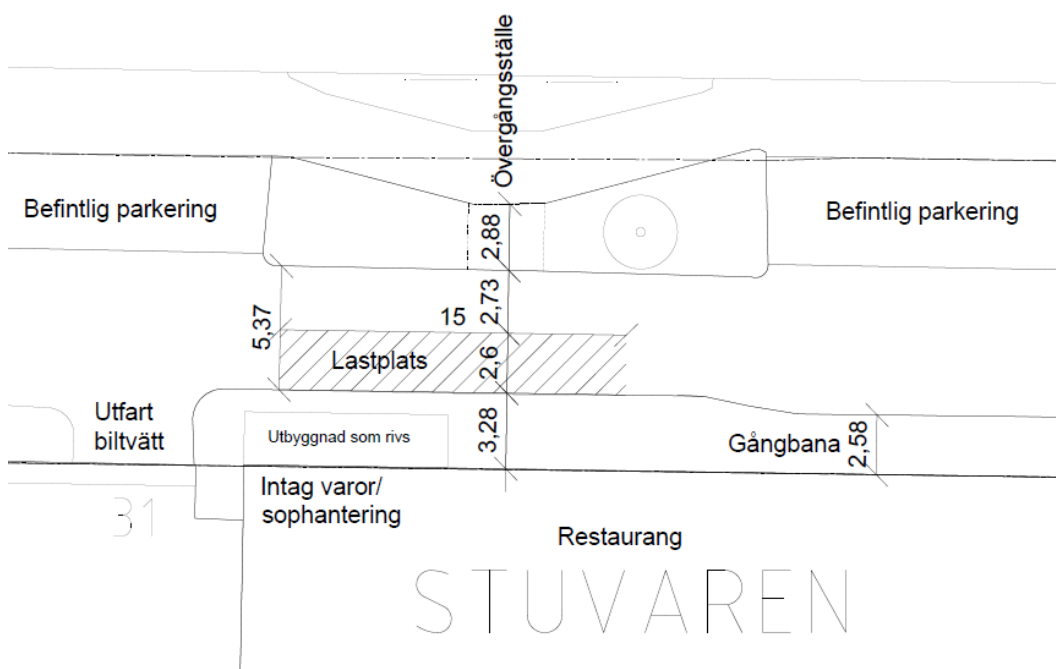 Övergångsställe
Befintlig parkering
Befintlig parkering
2,88
15
2,73
5,37
Lastplats
2,6
Utfart
biltvätt
Utbyggnad som rivs
3,28
Gångbana
2,58
Intag varor/
sophantering
31
Restaurang
STUVAREN